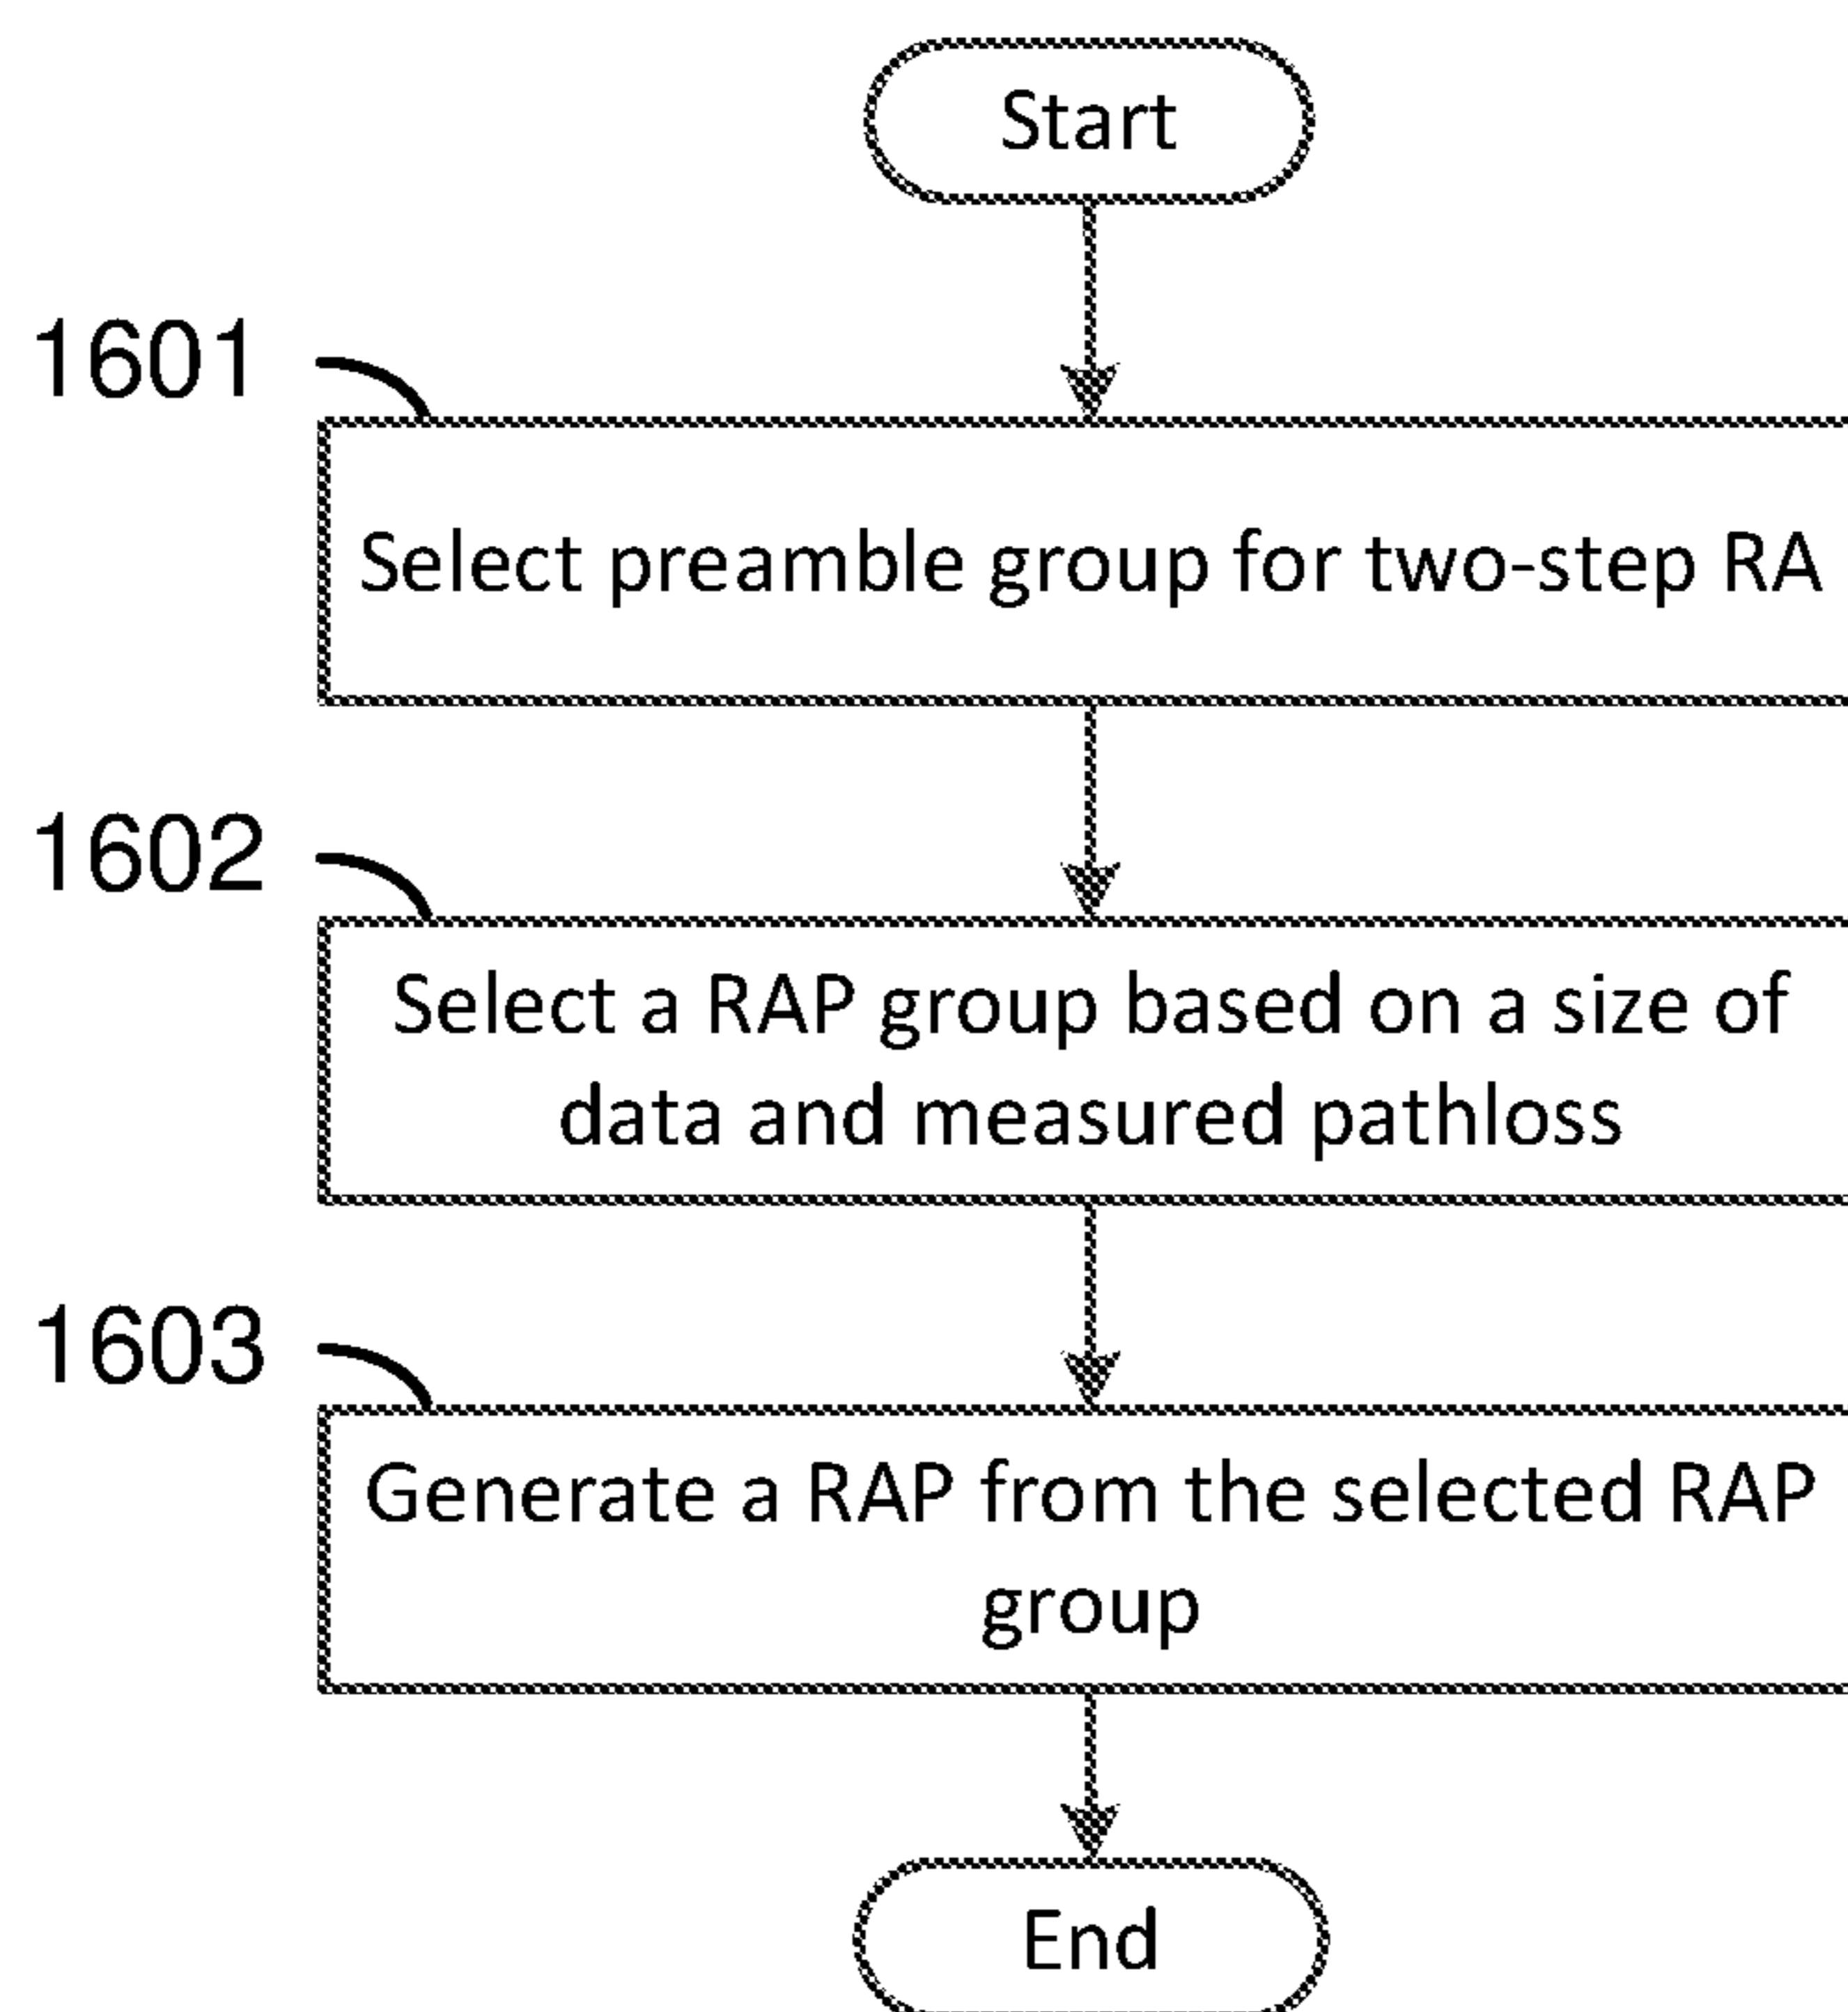 Start
1601
Select preamble group for two-step RA
1602
Select a RAP group based on a size of
data and measured pathloss
1603
Generate a RAP from the selected RAP
group
End